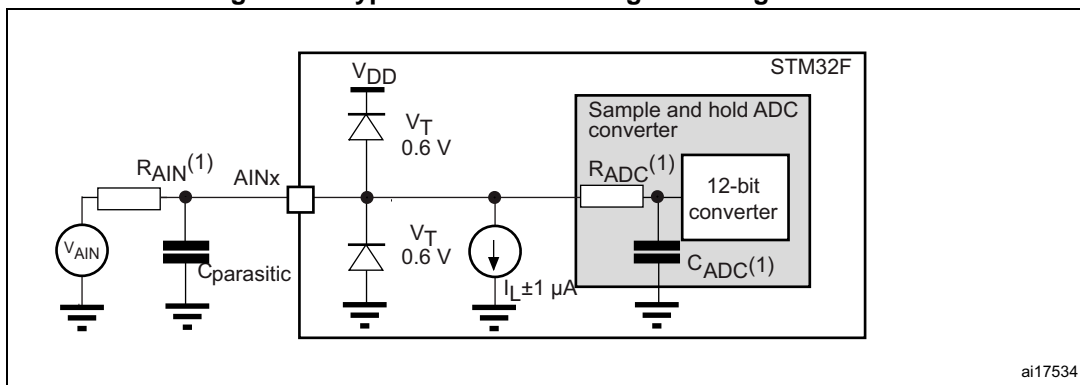 STM32F
VDD
Sample and hold ADC
converter
VT
0.6 V
RAIN(1)
AINx
RADC(1)
12-bit
converter
VAIN
Cparasitic
VT
0.6 V
IL±1 µA
CADC(1)
ai17534